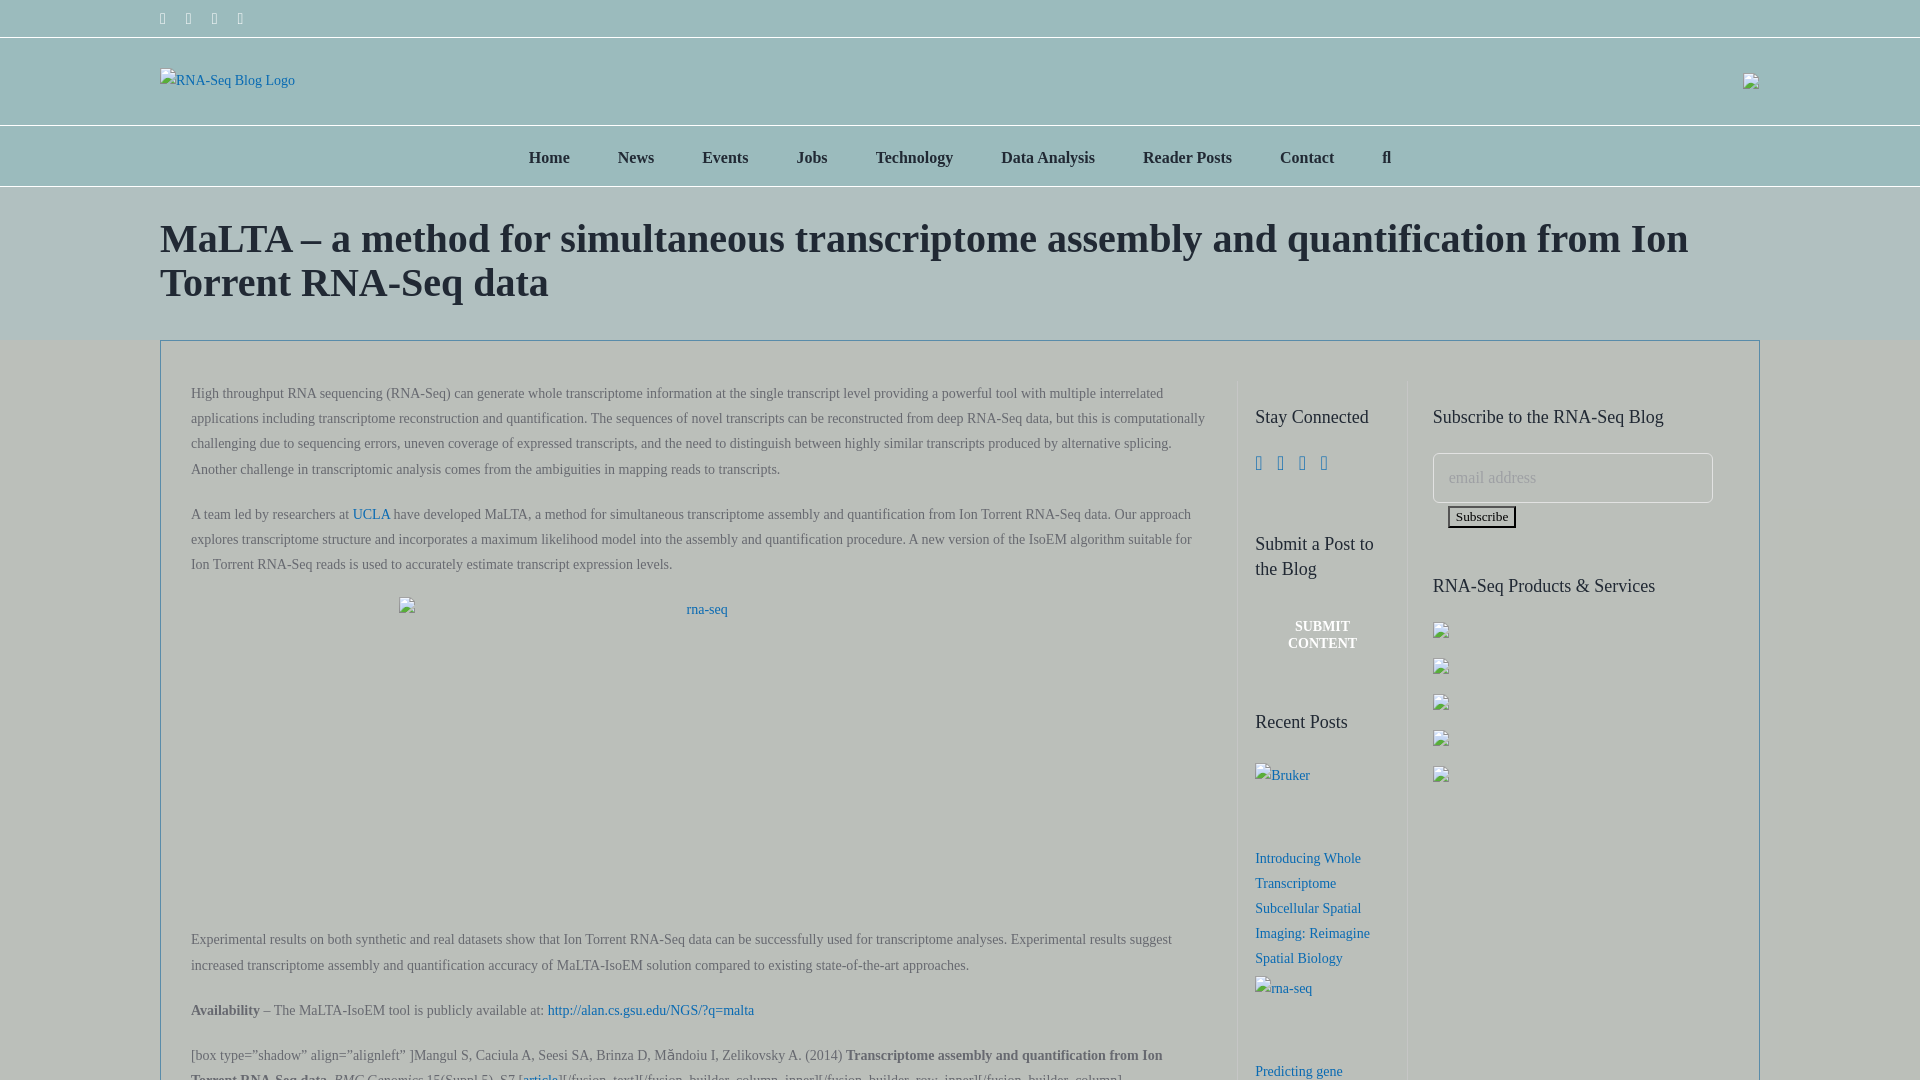 RNA-Seq Blog Logo
Home News Events Jobs Technology Data Analysis Reader Posts Contact
MaLTA – a method for simultaneous transcriptome assembly and quantification from Ion
Torrent RNA-Seq data
High throughput RNA sequencing (RNA-Seq) can generate whole transcriptome information at the single transcript level providing a powerful tool with multiple interrelated
applications including transcriptome reconstruction and quantification. The sequences of novel transcripts can be reconstructed from deep RNA-Seq data, but this is computationally
challenging due to sequencing errors, uneven coverage of expressed transcripts, and the need to distinguish between highly similar transcripts produced by alternative splicing.
Another challenge in transcriptomic analysis comes from the ambiguities in mapping reads to transcripts.
A team led by researchers at UCLA have developed MaLTA, a method for simultaneous transcriptome assembly and quantification from Ion Torrent RNA-Seq data. Our approach
explores transcriptome structure and incorporates a maximum likelihood model into the assembly and quantification procedure. A new version of the IsoEM algorithm suitable for
Ion Torrent RNA-Seq reads is used to accurately estimate transcript expression levels.
rna-seq
Experimental results on both synthetic and real datasets show that Ion Torrent RNA-Seq data can be successfully used for transcriptome analyses. Experimental results suggest
increased transcriptome assembly and quantification accuracy of MaLTA-IsoEM solution compared to existing state-of-the-art approaches.
Availability – The MaLTA-IsoEM tool is publicly available at: http://alan.cs.gsu.edu/NGS/?q=malta
[box type=”shadow” align=”alignleft” ]Mangul S, Caciula A, Seesi SA, Brinza D, Mӑndoiu I, Zelikovsky A. (2014) Transcriptome assembly and quantification from Ion
Torrent RNA-Seq data. BMC Genomics 15(Suppl 5), S7 [article][/fusion_text][/fusion_builder_column_inner][/fusion_builder_row_inner][/fusion_builder_column]
Stay Connected
Submit a Post to
the Blog
SUBMIT
CONTENT
Recent Posts
Bruker
Introducing Whole
Transcriptome
Subcellular Spatial
Imaging: Reimagine
Spatial Biology
rna-seq
Predicting gene
Subscribe to the RNA-Seq Blog
email address
Subscribe
RNA-Seq Products & Services